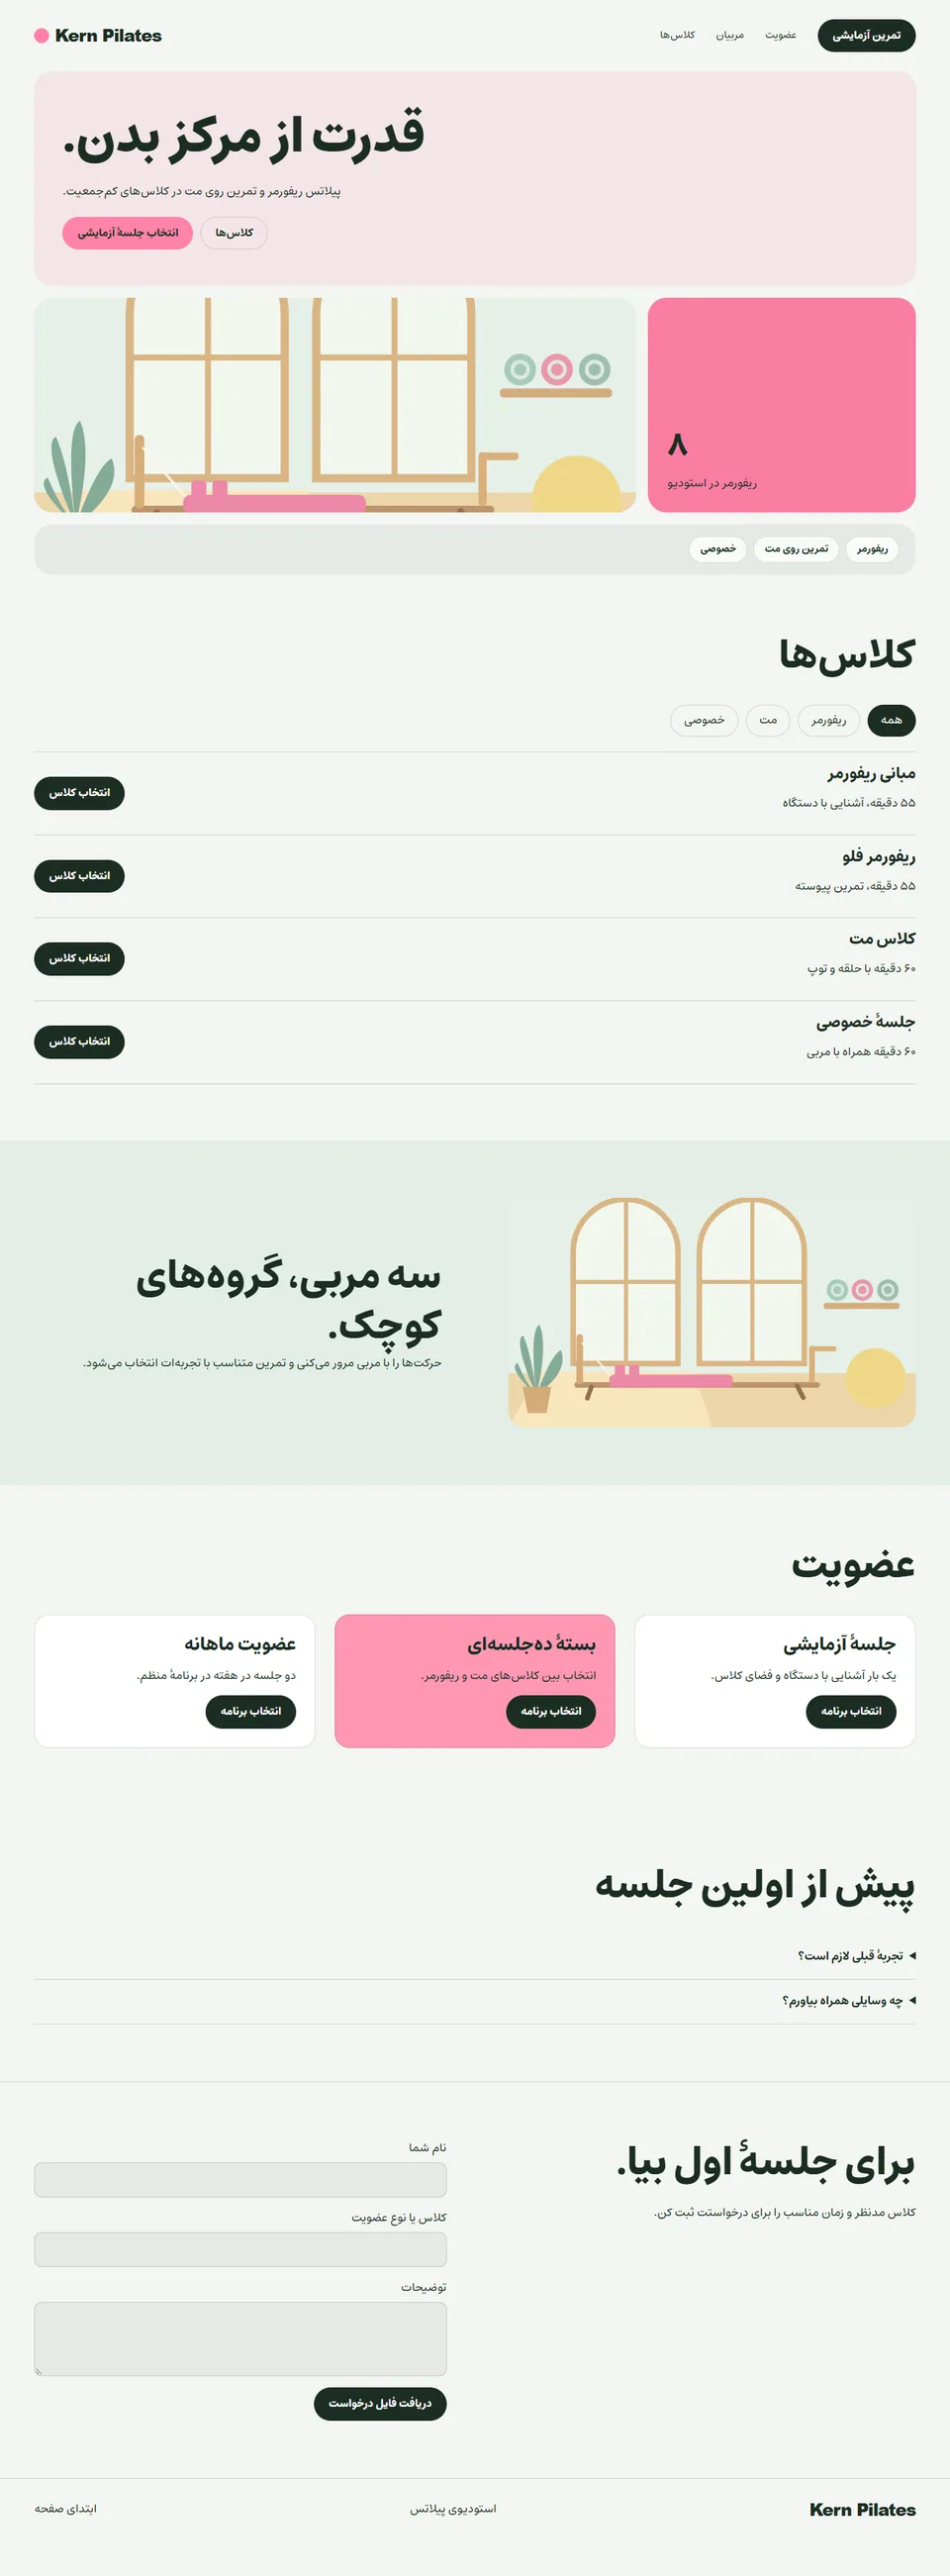 Kern Pilates
کلاس‌ها
مربیان
عضویت
تمرین آزمایشی
قدرت از مرکز بدن.
پیلاتس ریفورمر و تمرین روی مت در کلاس‌های کم‌جمعیت.
انتخاب جلسهٔ آزمایشی
کلاس‌ها
۸
ریفورمر در استودیو
ریفورمر
تمرین روی مت
خصوصی
کلاس‌ها
همه
ریفورمر
مت
خصوصی
مبانی ریفورمر
۵۵ دقیقه، آشنایی با دستگاه
انتخاب کلاس
ریفورمر فلو
۵۵ دقیقه، تمرین پیوسته
انتخاب کلاس
کلاس مت
۶۰ دقیقه با حلقه و توپ
انتخاب کلاس
جلسهٔ خصوصی
۶۰ دقیقه همراه با مربی
انتخاب کلاس
سه مربی، گروه‌های
کوچک.
حرکت‌ها را با مربی مرور می‌کنی و تمرین متناسب با تجربه‌ات انتخاب می‌شود.
عضویت
جلسهٔ آزمایشی
یک بار آشنایی با دستگاه و فضای کلاس.
انتخاب برنامه
بستهٔ ده‌جلسه‌ای
انتخاب بین کلاس‌های مت و ریفورمر.
انتخاب برنامه
عضویت ماهانه
دو جلسه در هفته در برنامهٔ منظم.
انتخاب برنامه
پیش از اولین جلسه
تجربهٔ قبلی لازم است؟
چه وسایلی همراه بیاورم؟
برای جلسهٔ اول بیا.
کلاس مدنظر و زمان مناسب را برای درخواستت ثبت کن.
نام شما
کلاس یا نوع عضویت
توضیحات
دریافت فایل درخواست
Kern Pilates
استودیوی پیلاتس
ابتدای صفحه